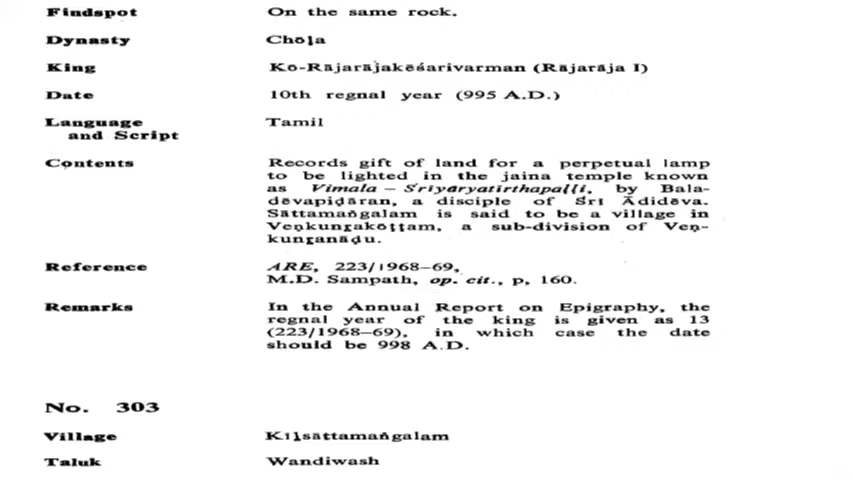 Findspot On the same rock.
Dynasty Chōḻa
King Kō-Rājarājakēśarivarman (Rājarāja I)
Date 10th regnal year (995 A.D.)
Language Tamil
and Script
Contents Records gift of land for a perpetual lamp
to be lighted in the jaina temple known
as Vimala – Śrīyāryatīrthapaḷḷi, by Bala-
dēvapiḍāran, a disciple of Śrī Ādidēva.
Sāttamaṅgalam is said to be a village in
Veṇkunṟakōṭṭam, a sub-division of Veṇ-
kunṟanāḍu.
Reference ARE, 223/1968–69,
M.D. Sampath, op. cit., p, 160.
Remarks In the Annual Report on Epigraphy, the
regnal year of the king is given as 13
(223/1968–69), in which case the date
should be 998 A.D.
No. 303
Village Kīḻsāttamaṅgalam
Taluk Wandiwash